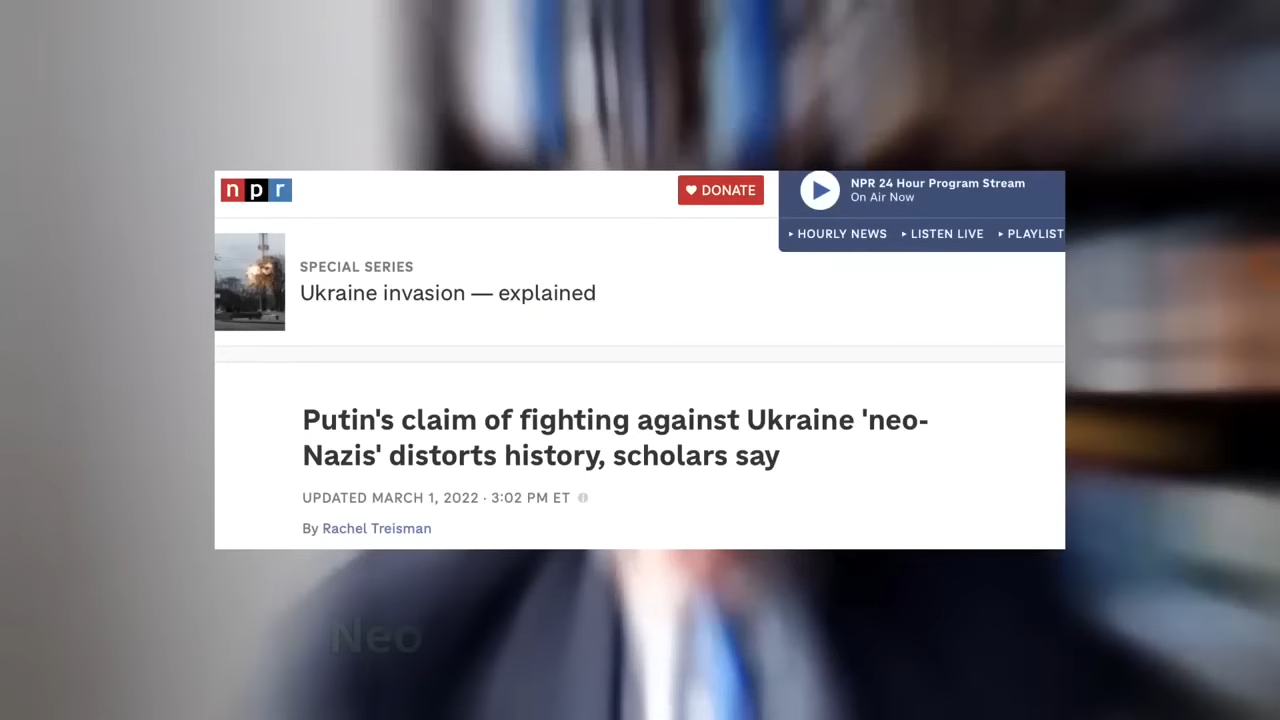 npr
DONATE
NPR 24 Hour Program Stream
On Air Now
HOURLY NEWS LISTEN LIVE PLAYLIST
SPECIAL SERIES
Ukraine invasion — explained
Putin's claim of fighting against Ukraine 'neo-
Nazis' distorts history, scholars say
UPDATED MARCH 1, 2022 · 3:02 PM ET
By Rachel Treisman
Neo